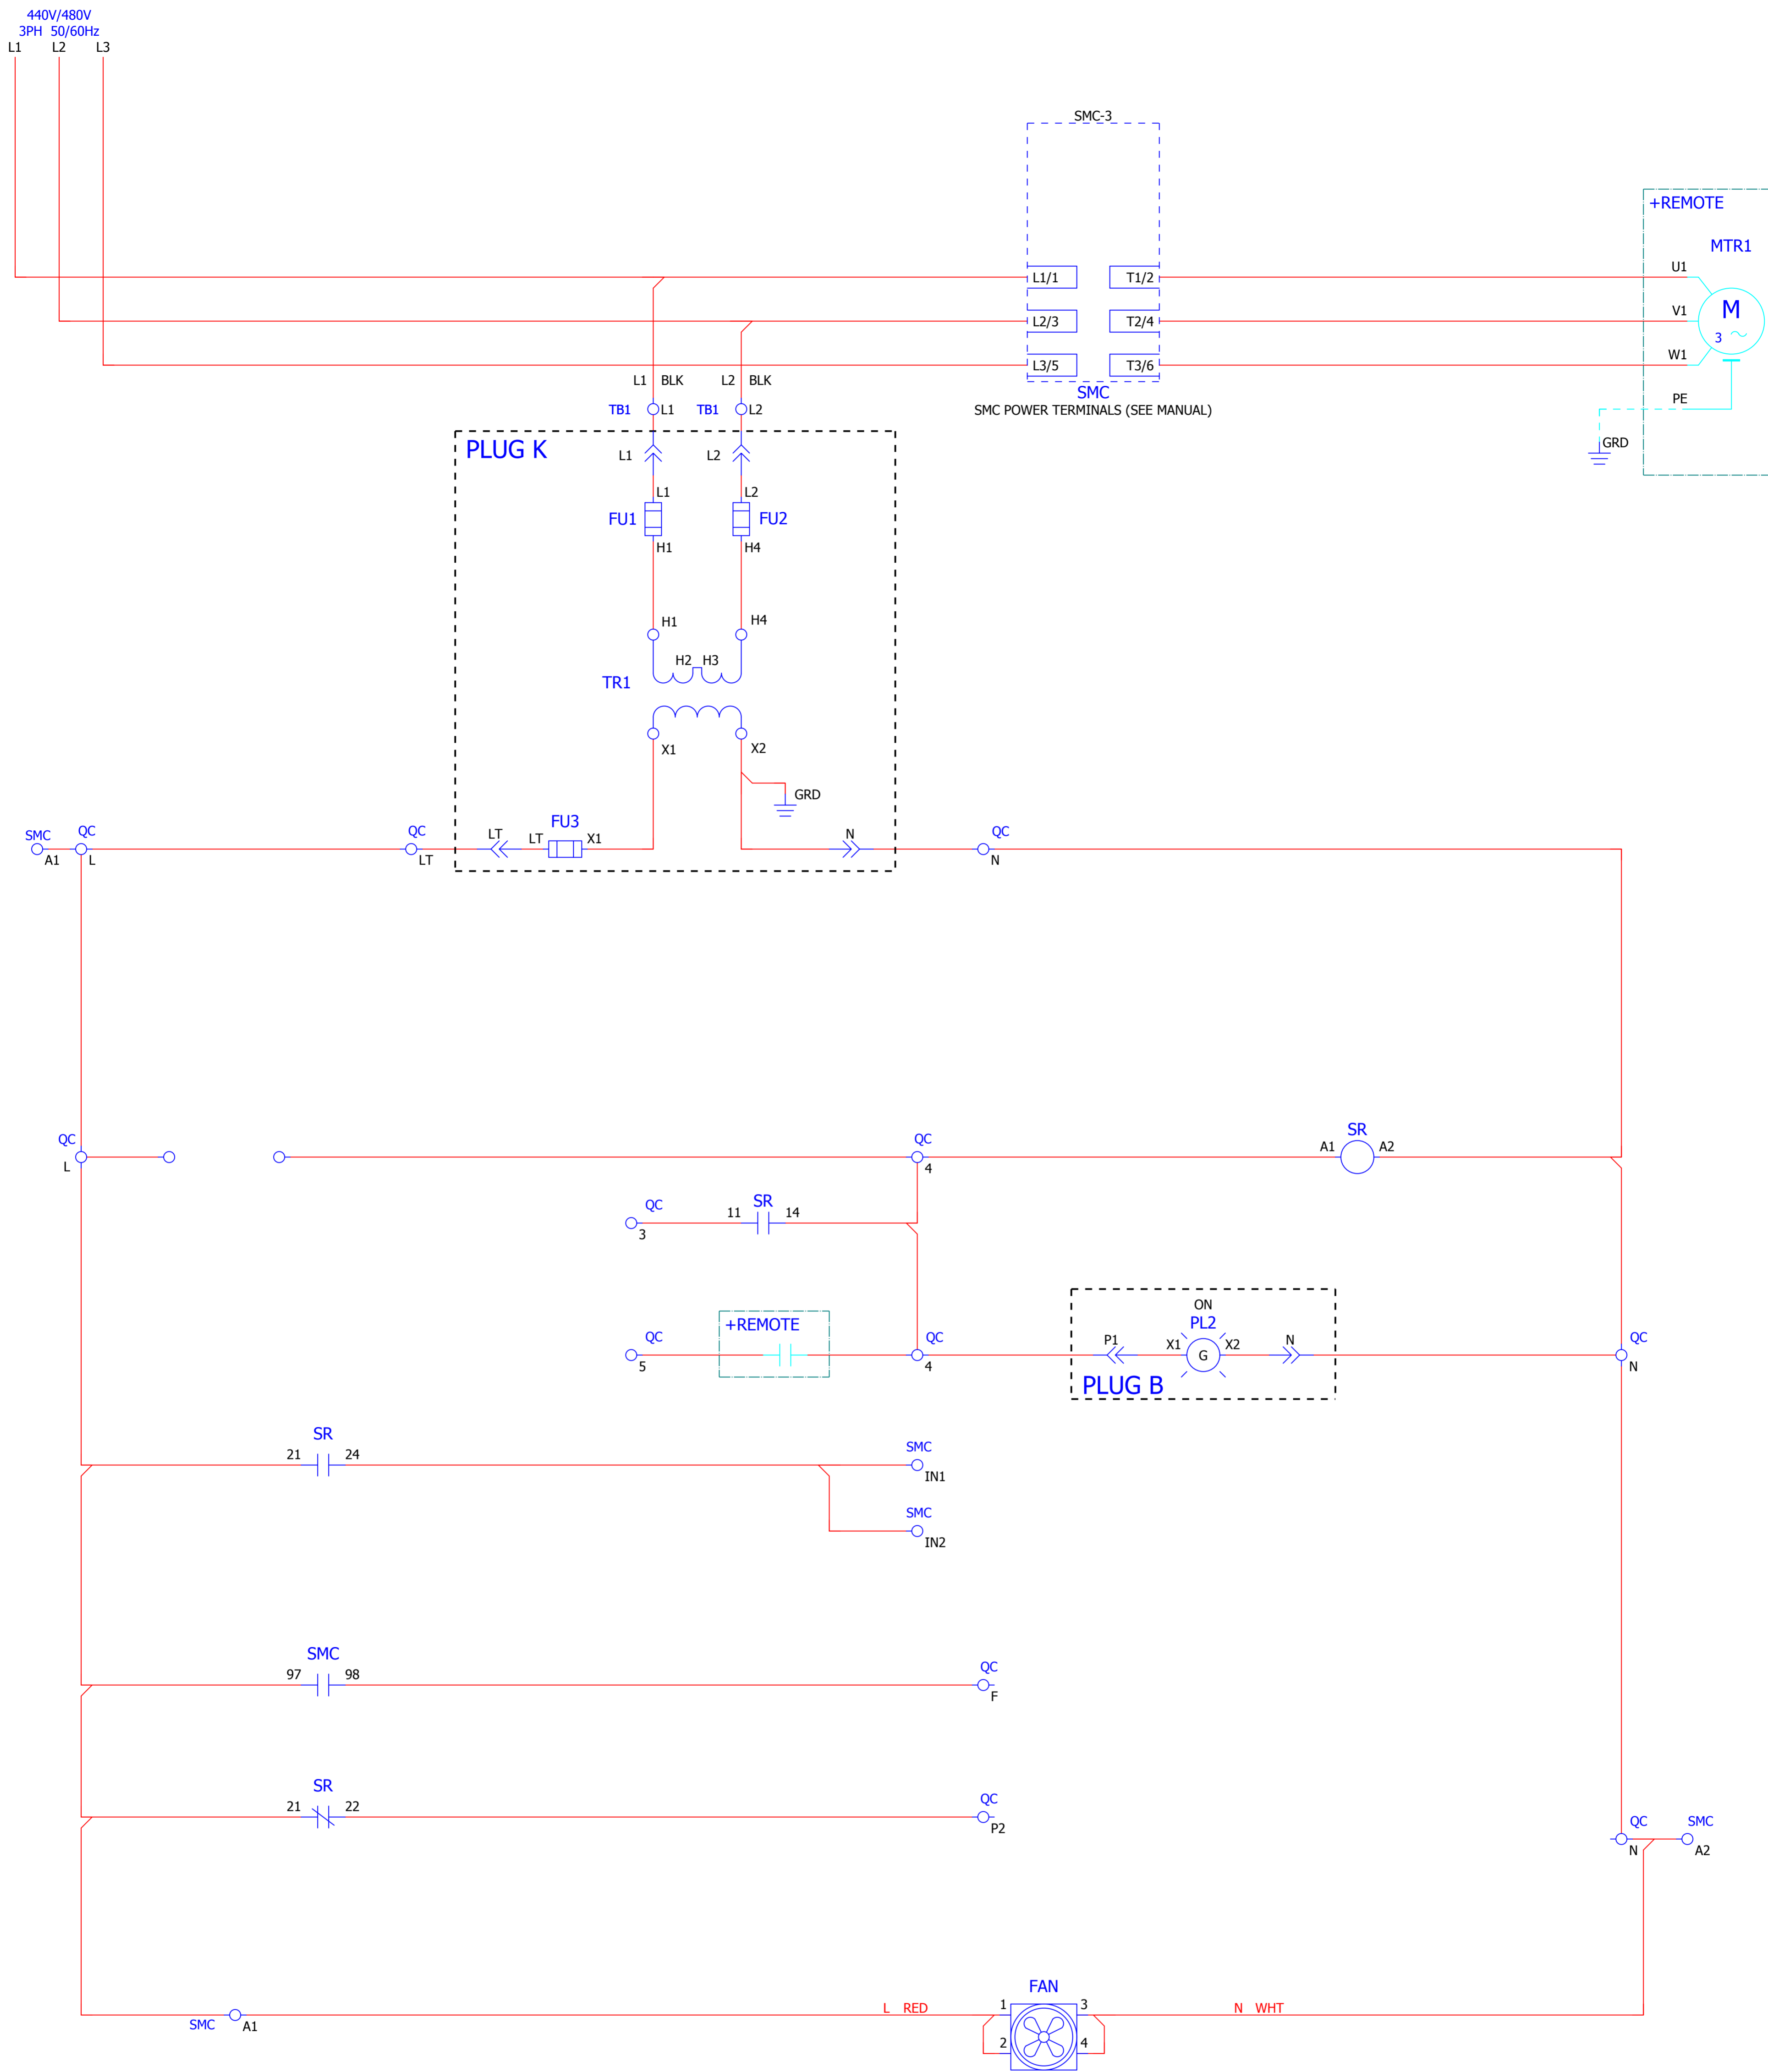 440V/480V
3PH 50/60Hz
L1 L2 L3
SMC-3
+REMOTE
MTR1
L1/1 T1/2 U1
M
3
L2/3 T2/4 V1
L3/5 T3/6 W1
SMC
SMC POWER TERMINALS (SEE MANUAL)
PE
GRD
L1 BLK L2 BLK
TB1 L1 TB1 L2
PLUG K
L1 L2
L1 L2
FU1 FU2
H1 H4
H1 H4
H2 H3
TR1
X1 X2
GRD
FU3
SMC QC QC LT LT X1 N QC
A1 L LT N
QC QC SR
A1 A2
L 4
QC SR
11 14
3
ON
+REMOTE PL2
QC QC P1 X1 G X2 N QC
5 4 N
PLUG B
SR SMC
21 24
IN1
SMC
IN2
SMC QC
97 98
F
SR QC
21 22
P2
QC SMC
N A2
FAN
L RED 1 3 N WHT
SMC A1
2 4